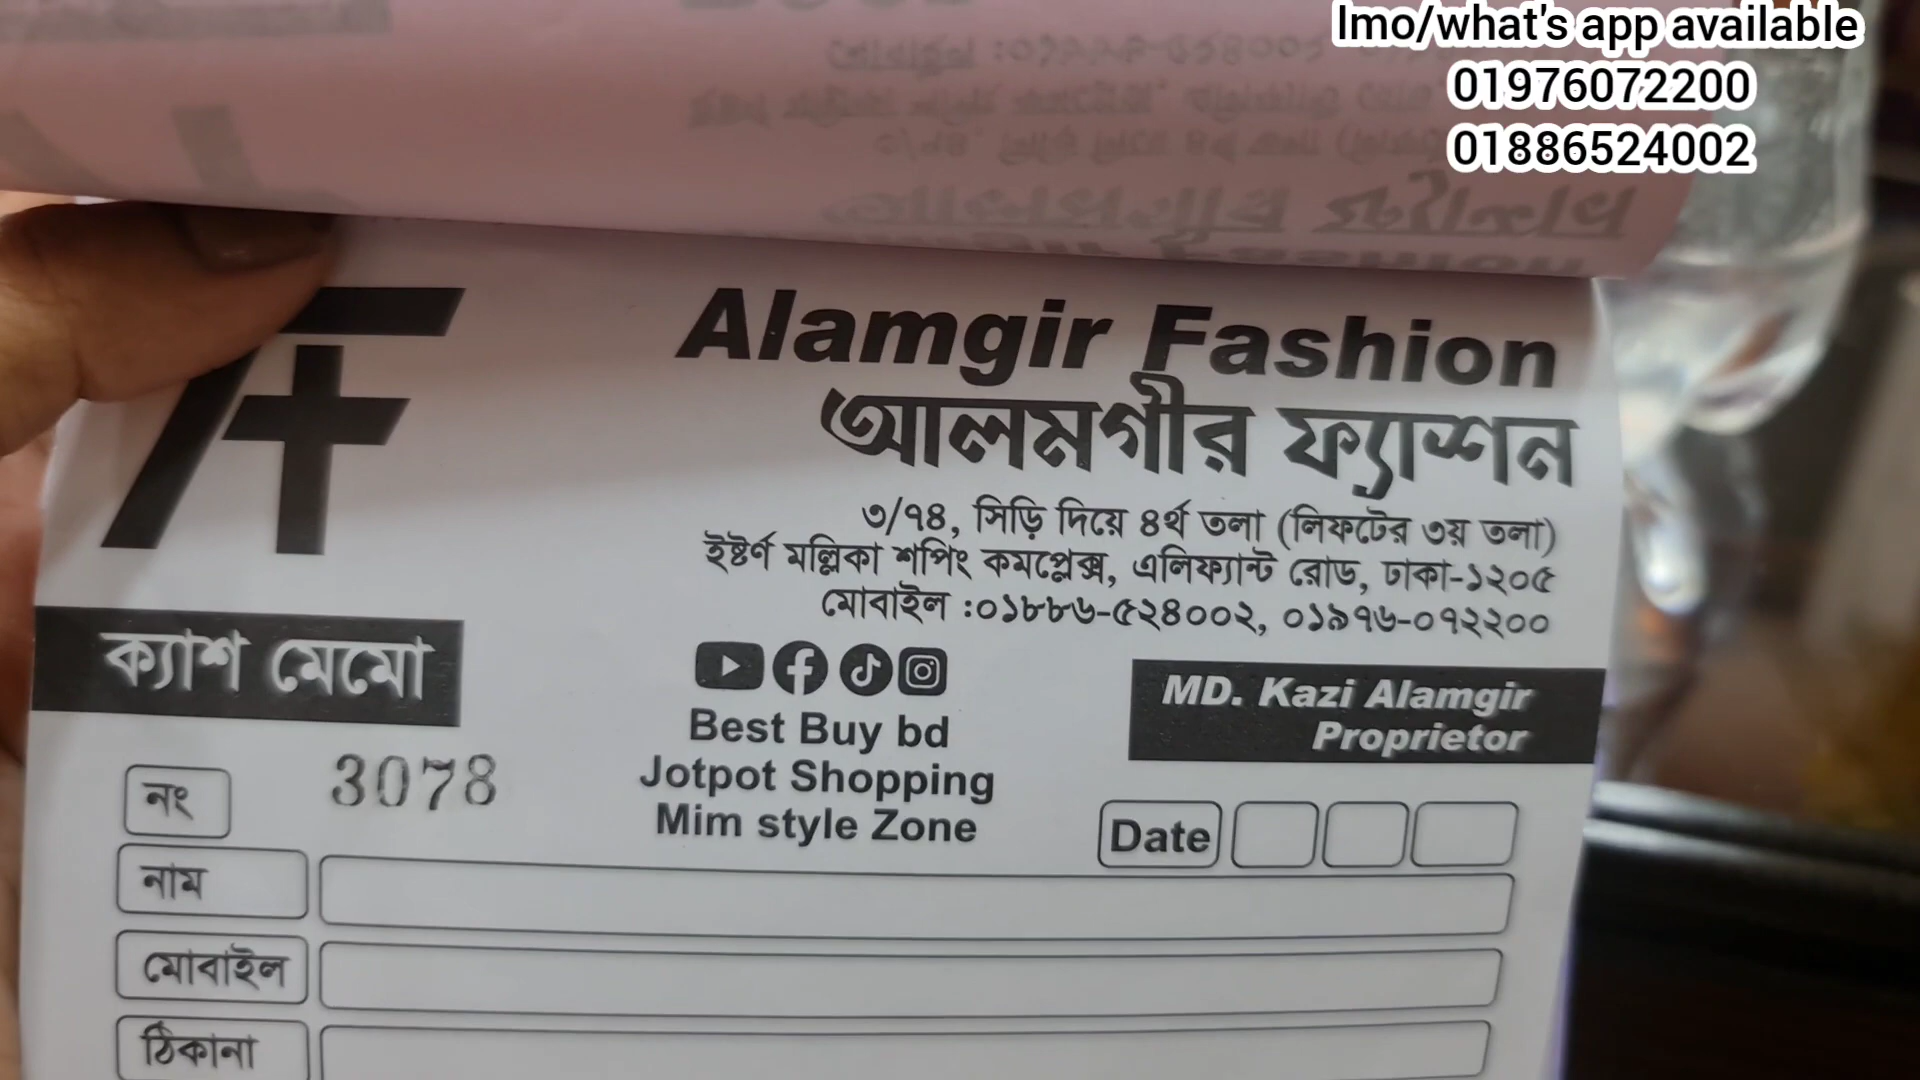 Imo/what's app available
01976072200
01886524002
AF
Alamgir Fashion
আলমগীর ফ্যাশন
৩/৭৪, সিড়ি দিয়ে ৪র্থ তলা (লিফটের ৩য় তলা)
ইষ্টর্ণ মল্লিকা শপিং কমপ্লেক্স, এলিফ্যান্ট রোড, ঢাকা-১২০৫
মোবাইল :০১৮৮৬-৫২৪০০২, ০১৯৭৬-০৭২২০০
ক্যাশ মেমো
MD. Kazi Alamgir
Proprietor
Best Buy bd
Jotpot Shopping
Mim style Zone
নং 3078
Date
নাম
মোবাইল
ঠিকানা